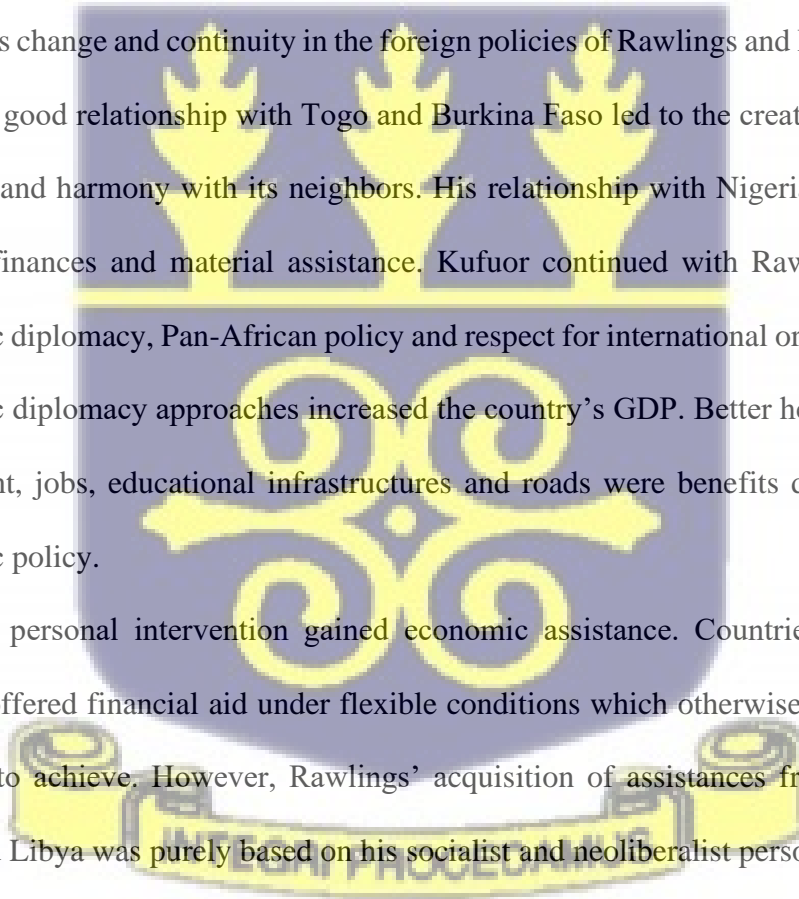 s change and continuity in the foreign policies of Rawlings and
good relationship with Togo and Burkina Faso led to the creat
and harmony with its neighbors. His relationship with Nigeri
finances and material assistance. Kufuor continued with Raw
c diplomacy, Pan-African policy and respect for international or
c diplomacy approaches increased the country’s GDP. Better he
nt, jobs, educational infrastructures and roads were benefits
c policy.
personal intervention gained economic assistance. Countrie
offered financial aid under flexible conditions which otherwise
to achieve. However, Rawlings’ acquisition of assistances fr
Libya was purely based on his socialist and neoliberalist perso
INTEGRI PROCEDAMUS